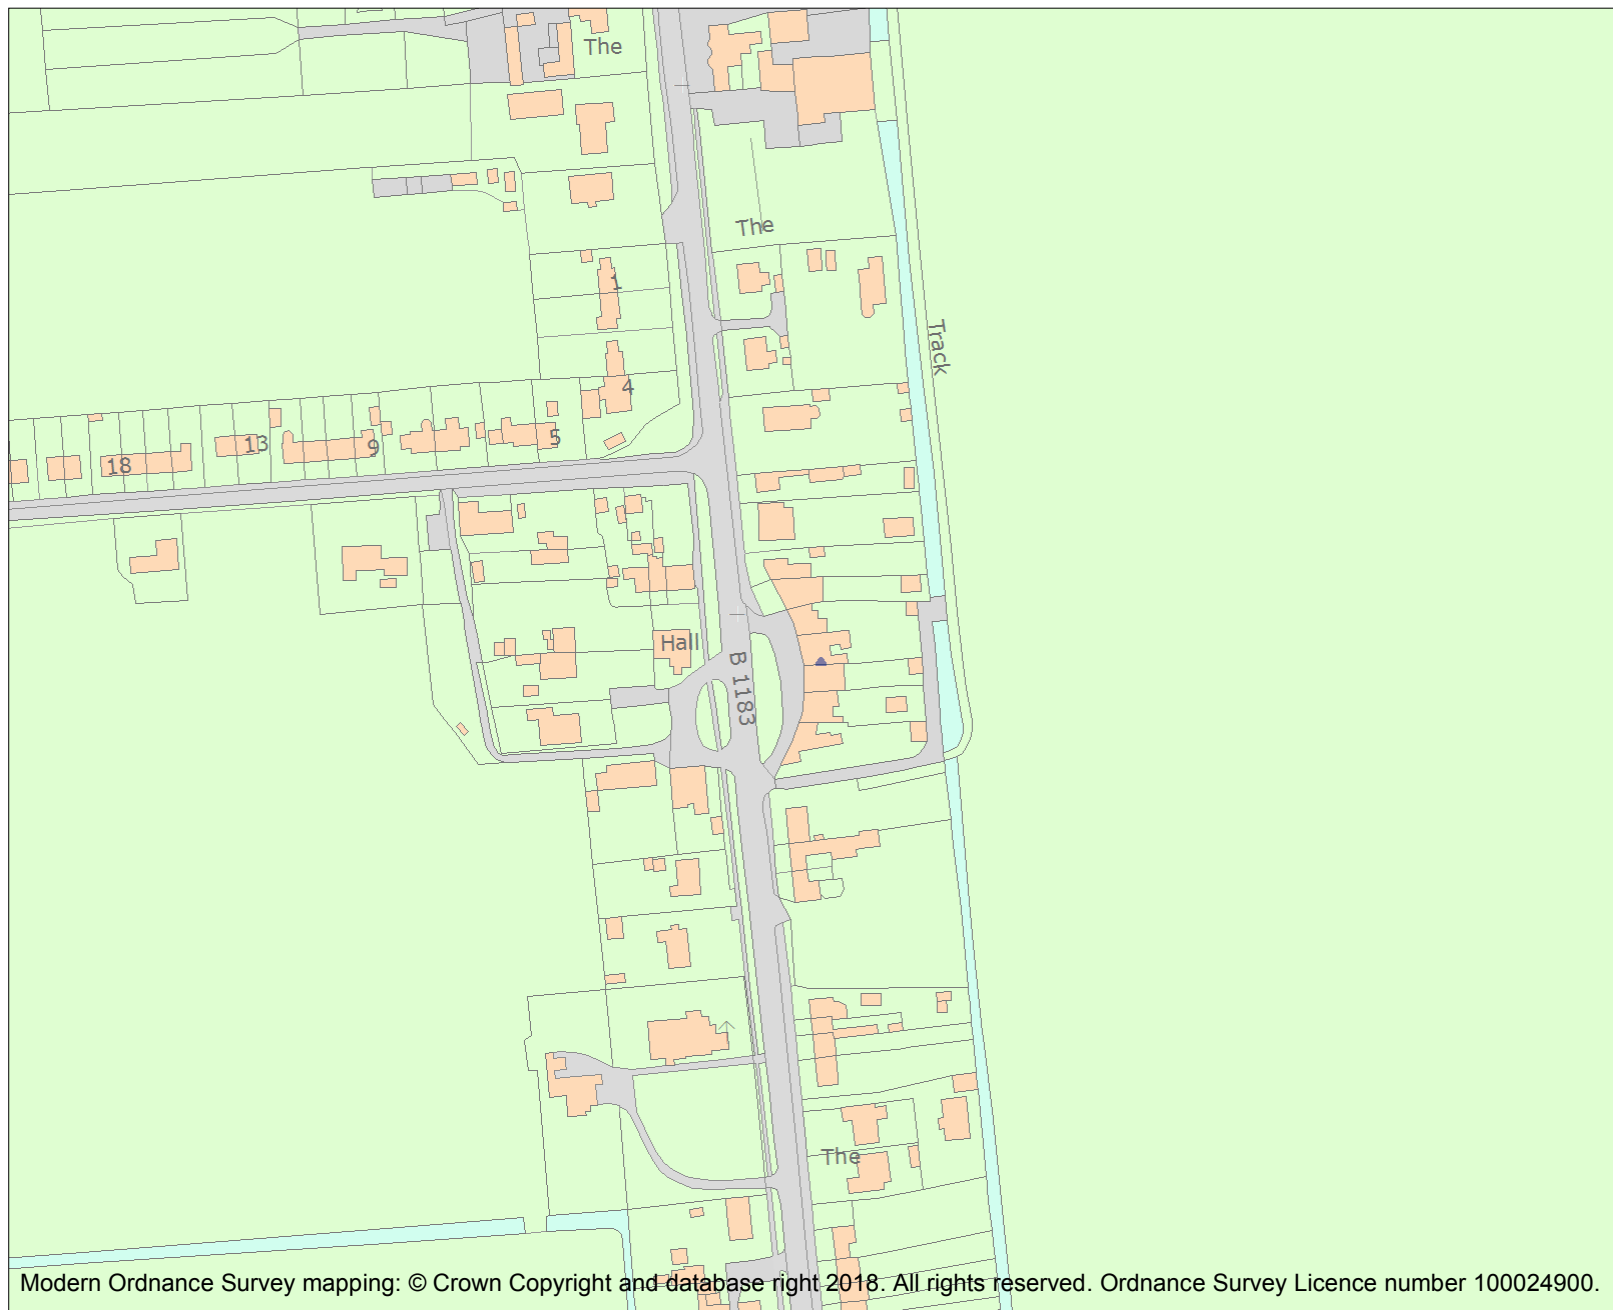 The
The
1
Track
4
5
9
13
18
Hall
B 1183
The
Modern Ordnance Survey mapping: © Crown Copyright and database right 2018. All rights reserved. Ordnance Survey Licence number 100024900.